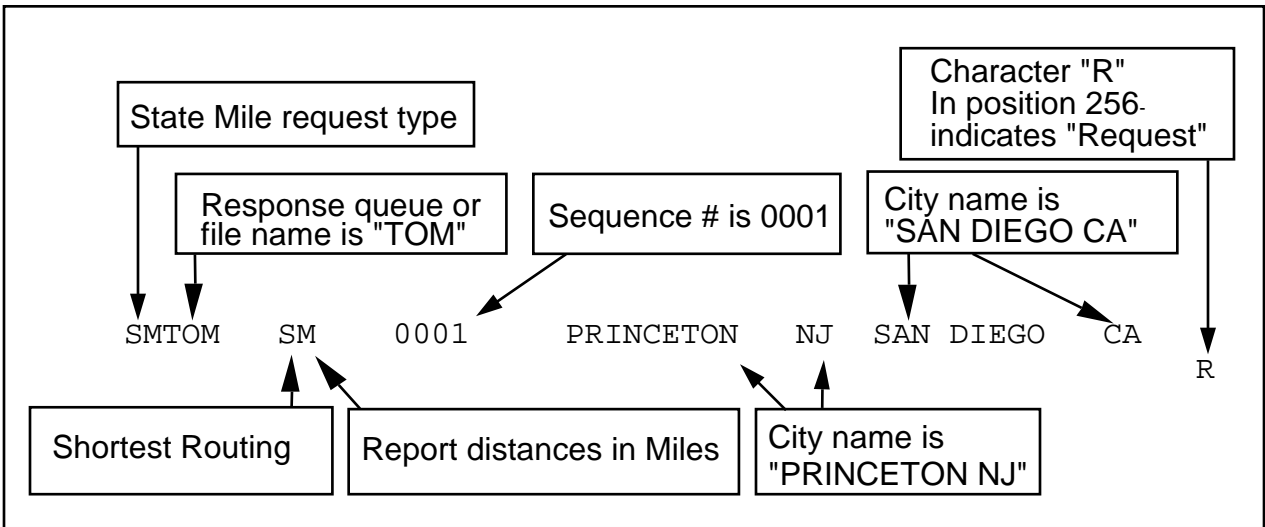 Character "R"
In position 256-
indicates "Request"
State Mile request type
Response queue or
file name is "TOM"
Sequence # is 0001
City name is
"SAN DIEGO CA"
SMTOM SM 0001 PRINCETON NJ SAN DIEGO CA
R
Shortest Routing
Report distances in Miles
City name is
"PRINCETON NJ"